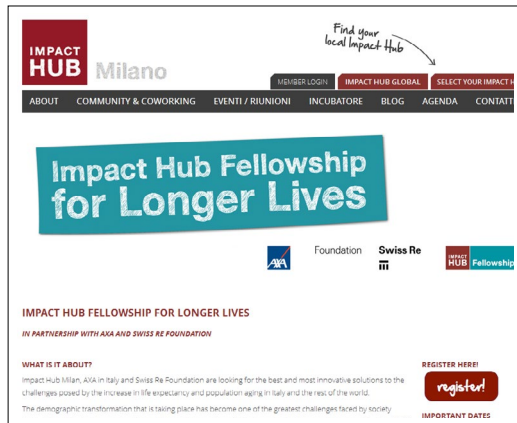 Find your
local Impact Hub
IMPACT
HUB
Milano
MEMBER LOGIN
IMPACT HUB GLOBAL
SELECT YOUR IMPACT H
ABOUT
COMMUNITY & COWORKING
EVENTI / RIUNIONI
INCUBATORE
BLOG
AGENDA
CONTATT
Impact Hub Fellowship
for Longer Lives
AXA
Foundation
Swiss Re
IMPACT
HUB
Fellowship
IMPACT HUB FELLOWSHIP FOR LONGER LIVES
IN PARTNERSHIP WITH AXA AND SWISS RE FOUNDATION
WHAT IS IT ABOUT?
Impact Hub Milan, AXA in Italy and Swiss Re Foundation are looking for the best and most innovative solutions to the
challenges posed by the increase in life expectancy and population aging in Italy and the rest of the world.
The demographic transformation that is taking place has become one of the greatest challenges faced by society
REGISTER HERE!
register!
IMPORTANT DATES